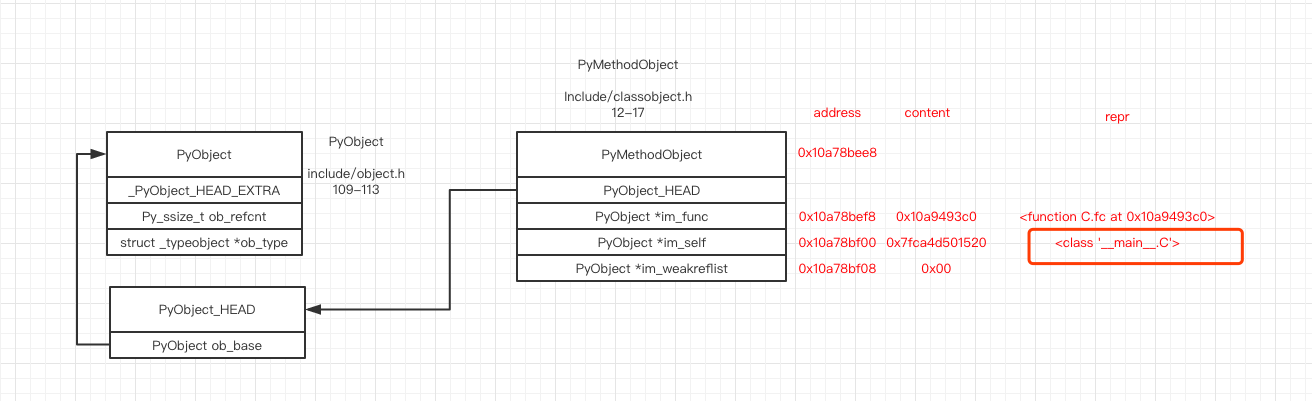 PyMethodObject
Include/classobject.h
12-17
address
content
repr
PyObject
include/object.h
109-113
PyObject
_PyObject_HEAD_EXTRA
Py_ssize_t ob_refcnt
struct _typeobject *ob_type
PyObject_HEAD
PyObject ob_base
PyMethodObject
0x10a78bee8
PyObject_HEAD
PyObject *im_func
0x10a78bef8
0x10a9493c0
<function C.fc at 0x10a9493c0>
PyObject *im_self
0x10a78bf00
0x7fca4d501520
<class '__main__.C'>
PyObject *im_weakreflist
0x10a78bf08
0x00